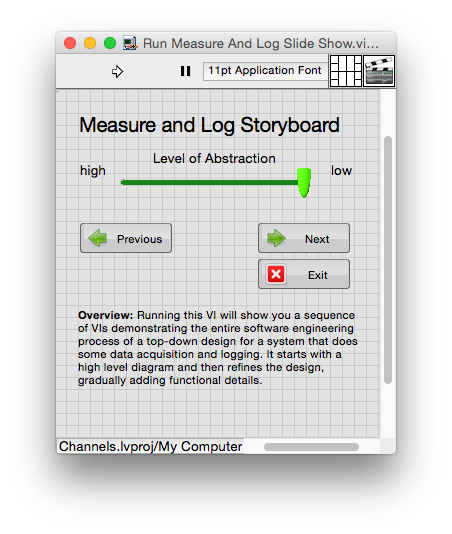 Run Measure And Log Slide Show.vi...
11pt Application Font
Measure and Log Storyboard
Level of Abstraction
high
low
Previous
Next
Exit
Overview: Running this VI will show you a sequence
of VIs demonstrating the entire software engineering
process of a top-down design for a system that does
some data acquisition and logging. It starts with a
high level diagram and then refines the design,
gradually adding functional details.
Channels.lvproj/My Computer